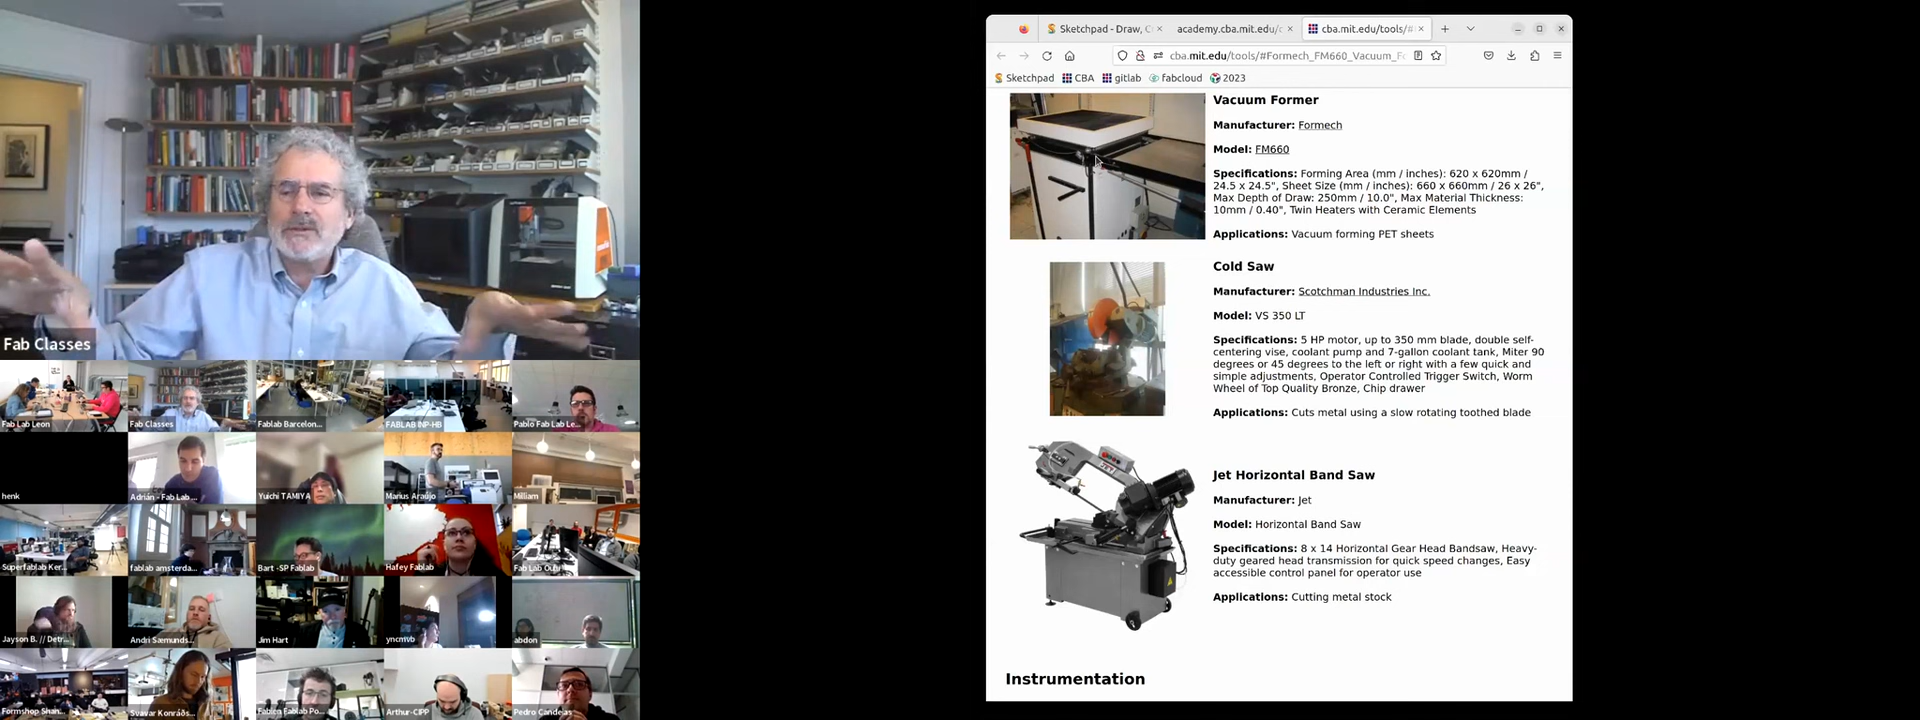 Fab Classes
Fab Lab Leon
Fab Classes
Fablab Barcelon...
FABLAB INP-HB
Pablo Fab Lab Le...
henk
Adrián - Fab Lab ...
Yuichi TAMIYA
Marius Araújo
Miliam
Superfablab Ker...
fablab amsterda...
Bart -SP Fablab
Hafey Fablab
Fab Lab Oulu
Jayson B. // Detr...
Andri Sæmunds...
Jim Hart
yncmvb
abdon
Formshop Shan...
Svavar Konráðs...
Fabien Fablab Po...
Arthur-CIPP
Pedro Candeias
Sketchpad - Draw, C
academy.cba.mit.edu/c
cba.mit.edu/tools/#
cba.mit.edu/tools/#Formech_FM660_Vacuum_Fo
Sketchpad CBA gitlab fabcloud 2023
Vacuum Former
Manufacturer: Formech
Model: FM660
Specifications: Forming Area (mm / inches): 620 x 620mm /
24.5 x 24.5", Sheet Size (mm / inches): 660 x 660mm / 26 x 26",
Max Depth of Draw: 250mm / 10.0", Max Material Thickness:
10mm / 0.40", Twin Heaters with Ceramic Elements
Applications: Vacuum forming PET sheets
Cold Saw
Manufacturer: Scotchman Industries Inc.
Model: VS 350 LT
Specifications: 5 HP motor, up to 350 mm blade, double self-
centering vise, coolant pump and 7-gallon coolant tank, Miter 90
degrees or 45 degrees to the left or right with a few quick and
simple adjustments, Operator Controlled Trigger Switch, Worm
Wheel of Top Quality Bronze, Chip drawer
Applications: Cuts metal using a slow rotating toothed blade
Jet Horizontal Band Saw
Manufacturer: Jet
Model: Horizontal Band Saw
Specifications: 8 x 14 Horizontal Gear Head Bandsaw, Heavy-
duty geared head transmission for quick speed changes, Easy
accessible control panel for operator use
Applications: Cutting metal stock
Instrumentation